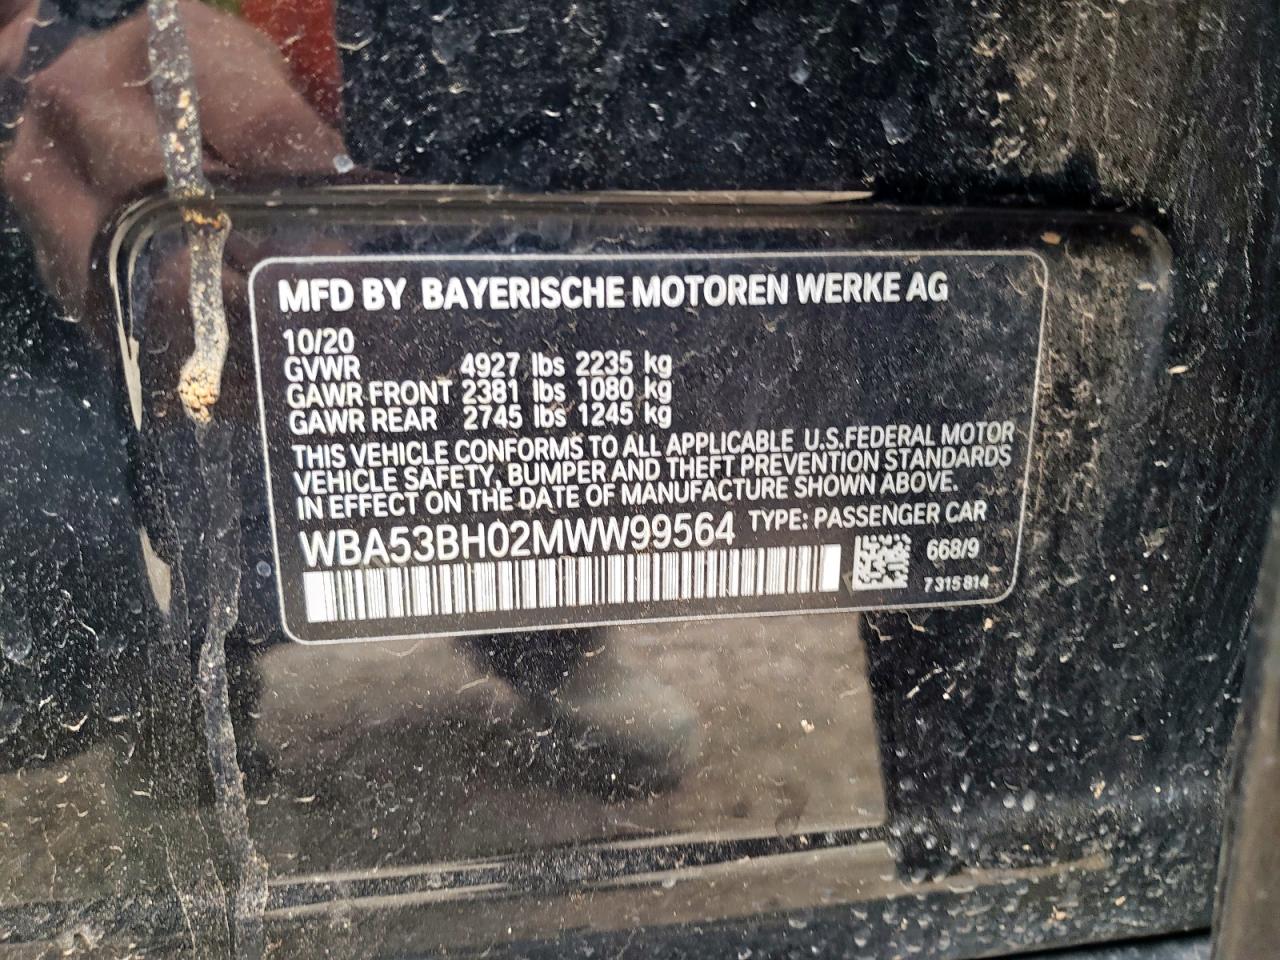 MFD BY BAYERISCHE MOTOREN WERKE AG
10/20
GVWR 4927 lbs 2235 kg
GAWR FRONT 2381 lbs 1080 kg
GAWR REAR 2745 lbs 1245 kg
THIS VEHICLE CONFORMS TO ALL APPLICABLE U.S.FEDERAL MOTOR
VEHICLE SAFETY, BUMPER AND THEFT PREVENTION STANDARDS
IN EFFECT ON THE DATE OF MANUFACTURE SHOWN ABOVE.
WBA53BH02MWW99564 TYPE: PASSENGER CAR
668/9
7 315 814